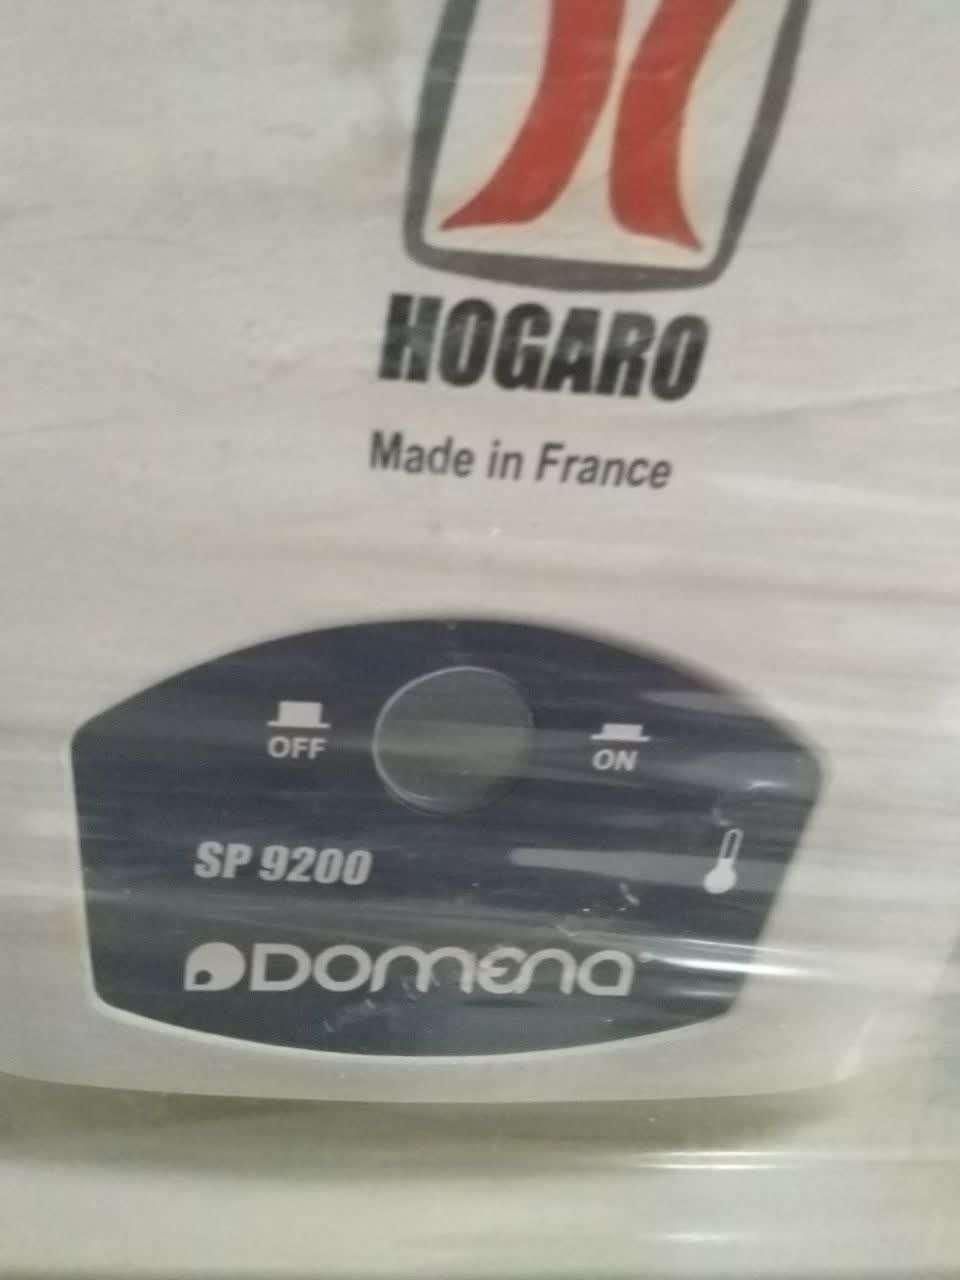 HOGARO
Made in France
OFF
ON
SP 9200
DOMENA